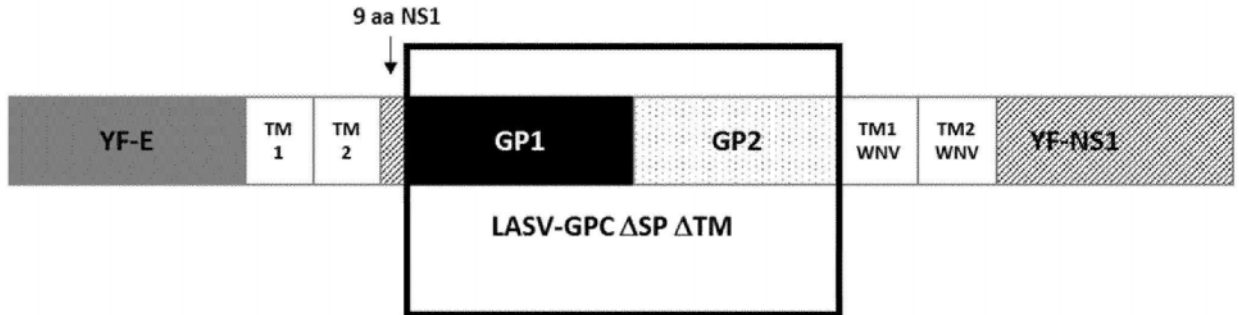 9 aa NS1
YF-E
TM
1
TM
2
GP1
GP2
TM1
WNV
TM2
WNV
YF-NS1
LASV-GPC ΔSP ΔTM